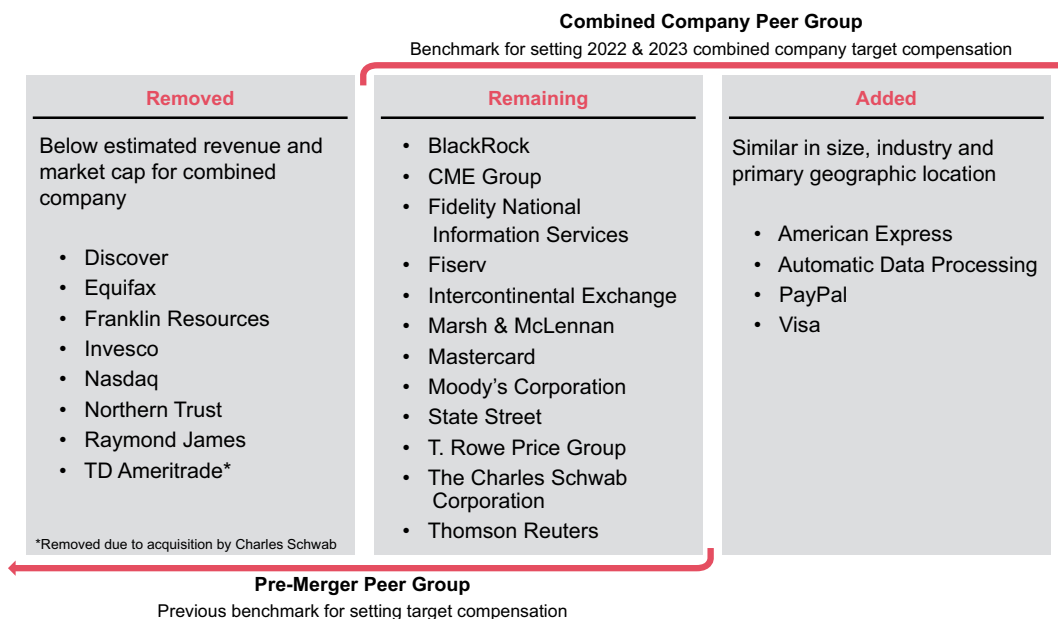 Combined Company Peer Group
Benchmark for setting 2022 & 2023 combined company target compensation
Removed
Below estimated revenue and
market cap for combined
company
• Discover
• Equifax
• Franklin Resources
• Invesco
• Nasdaq
• Northern Trust
• Raymond James
• TD Ameritrade*
*Removed due to acquisition by Charles Schwab
Remaining
• BlackRock
• CME Group
• Fidelity National
Information Services
• Fiserv
• Intercontinental Exchange
• Marsh & McLennan
• Mastercard
• Moody’s Corporation
• State Street
• T. Rowe Price Group
• The Charles Schwab
Corporation
• Thomson Reuters
Added
Similar in size, industry and
primary geographic location
• American Express
• Automatic Data Processing
• PayPal
• Visa
Pre-Merger Peer Group
Previous benchmark for setting target compensation